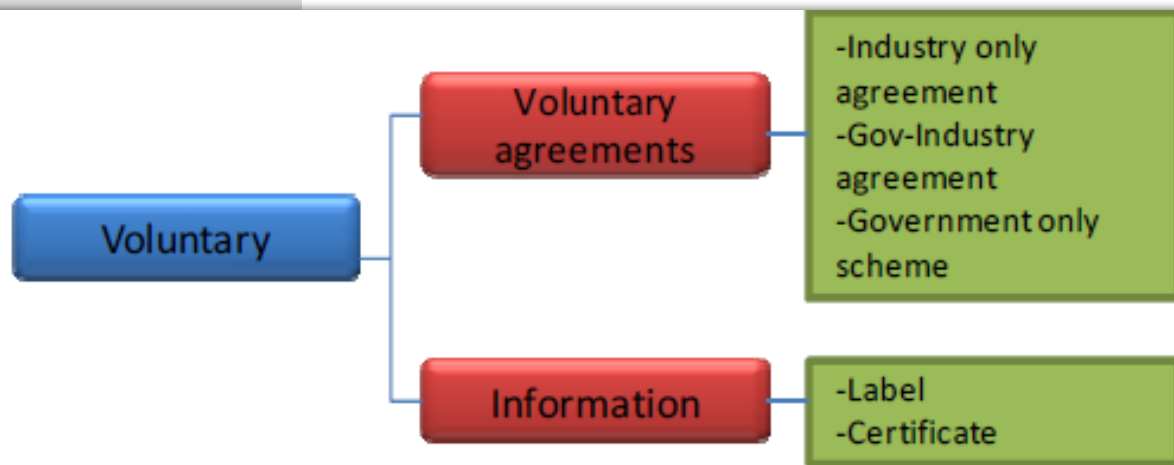 Voluntary
Voluntary
agreements
-Industry only
agreement
-Gov-Industry
agreement
-Government only
scheme
Information
-Label
-Certificate